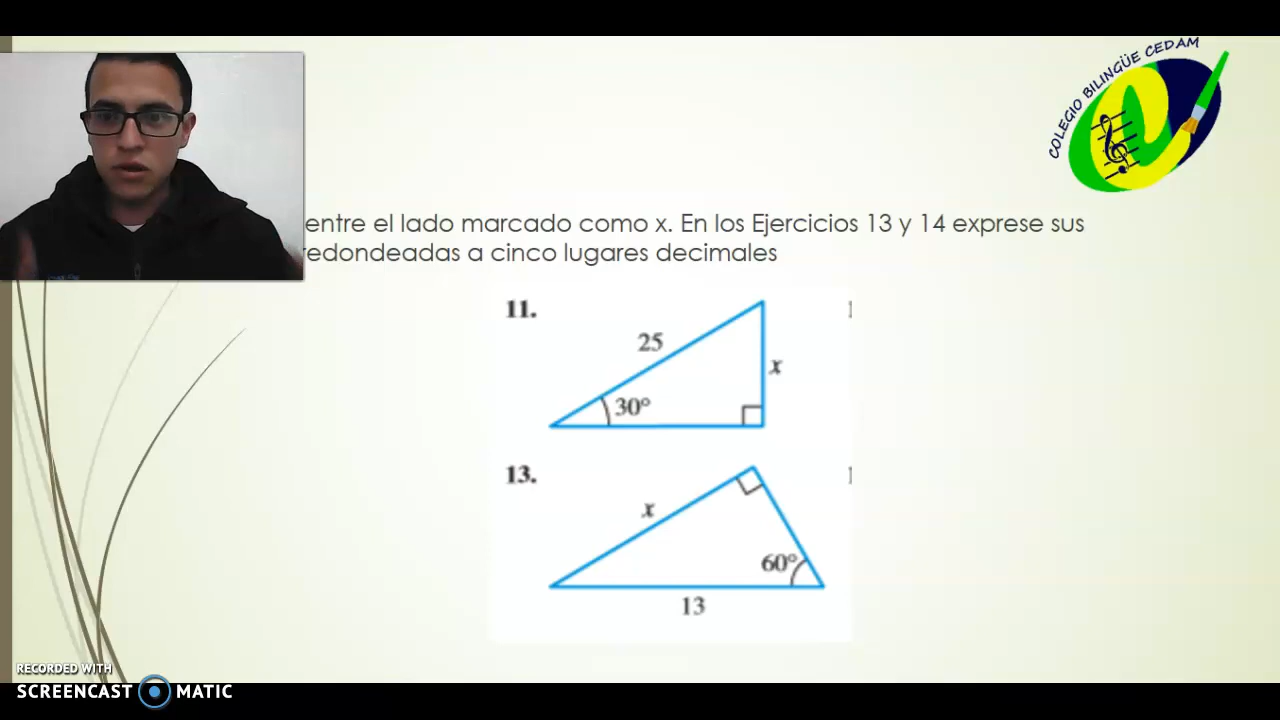 COLEGIO BILINGÜE CEDAM
entre el lado marcado como x. En los Ejercicios 13 y 14 exprese sus
redondeadas a cinco lugares decimales
11.
25
x
30°
13.
x
60°
13
RECORDED WITH
SCREENCAST MATIC